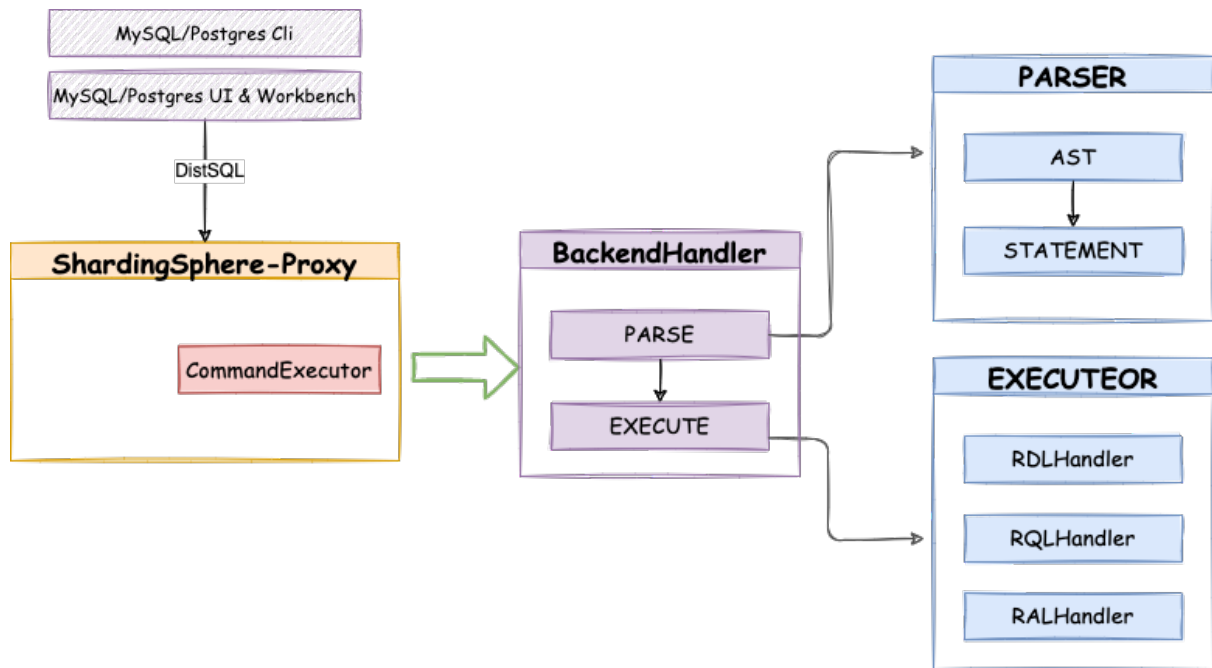 MySQL/Postgres Cli
MySQL/Postgres UI & Workbench
DistSQL
ShardingSphere-Proxy
CommandExecutor
BackendHandler
PARSE
EXECUTE
PARSER
AST
STATEMENT
EXECUTEOR
RDLHandler
RQLHandler
RALHandler